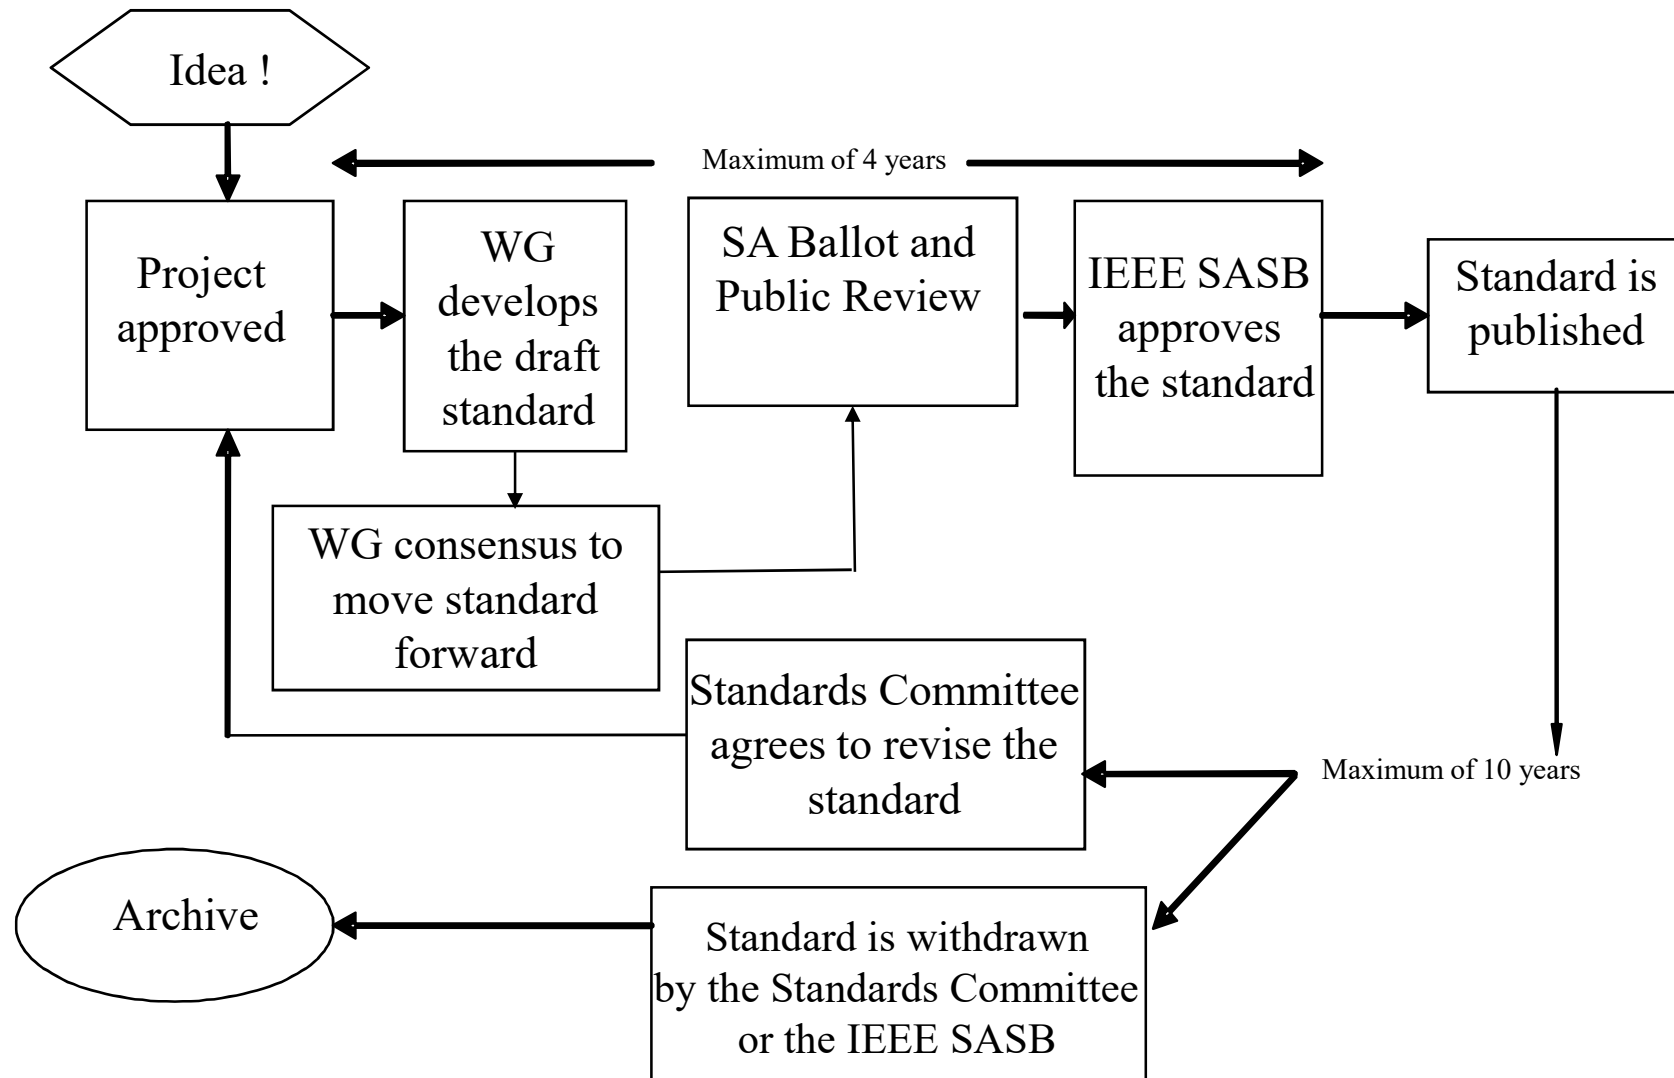 Idea !
Maximum of 4 years
Project
approved
WG
develops
the draft
standard
SA Ballot and
Public Review
IEEE SASB
approves
the standard
Standard is
published
WG consensus to
move standard
forward
Standards Committee
agrees to revise the
standard
Maximum of 10 years
Archive
Standard is withdrawn
by the Standards Committee
or the IEEE SASB